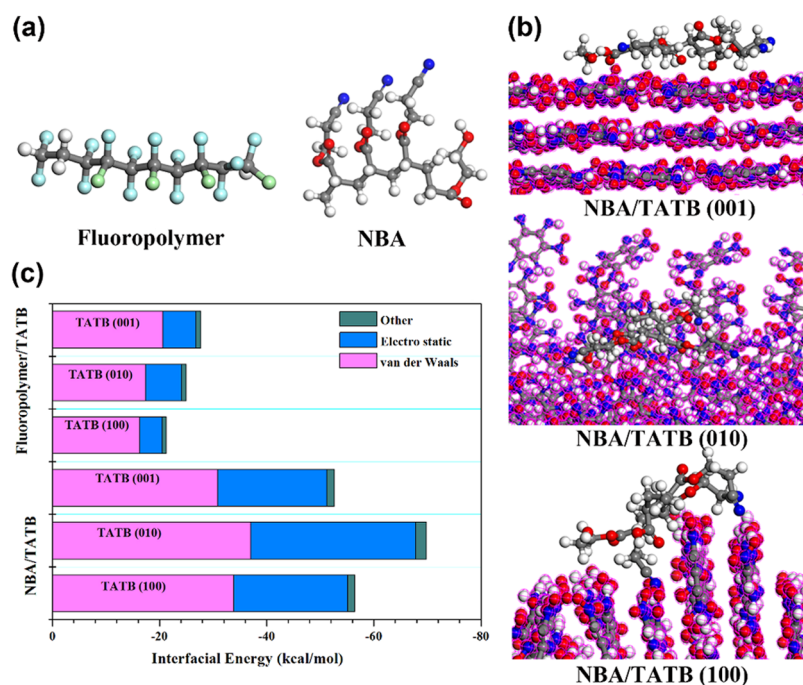 (a)
Fluoropolymer
NBA
(b)
NBA/TATB (001)
NBA/TATB (010)
NBA/TATB (100)
(c)
Fluoropolymer/TATB
NBA/TATB
TATB (001)
TATB (010)
TATB (100)
TATB (001)
TATB (010)
TATB (100)
Other
Electro static
van der Waals
0
-20
-40
-60
-80
Interfacial Energy (kcal/mol)